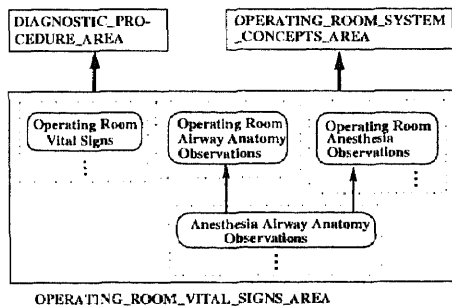 DIAGNOSTIC_PRO-
CEDURE_AREA
OPERATING_ROOM_SYSTEM
_CONCEPTS_AREA
Operating Room
Vital Signs
Operating Room
Airway Anatomy
Observations
Operating Room
Anesthesia
Observations
Anesthesia Airway Anatomy
Observations
OPERATING_ROOM_VITAL_SIGNS_AREA